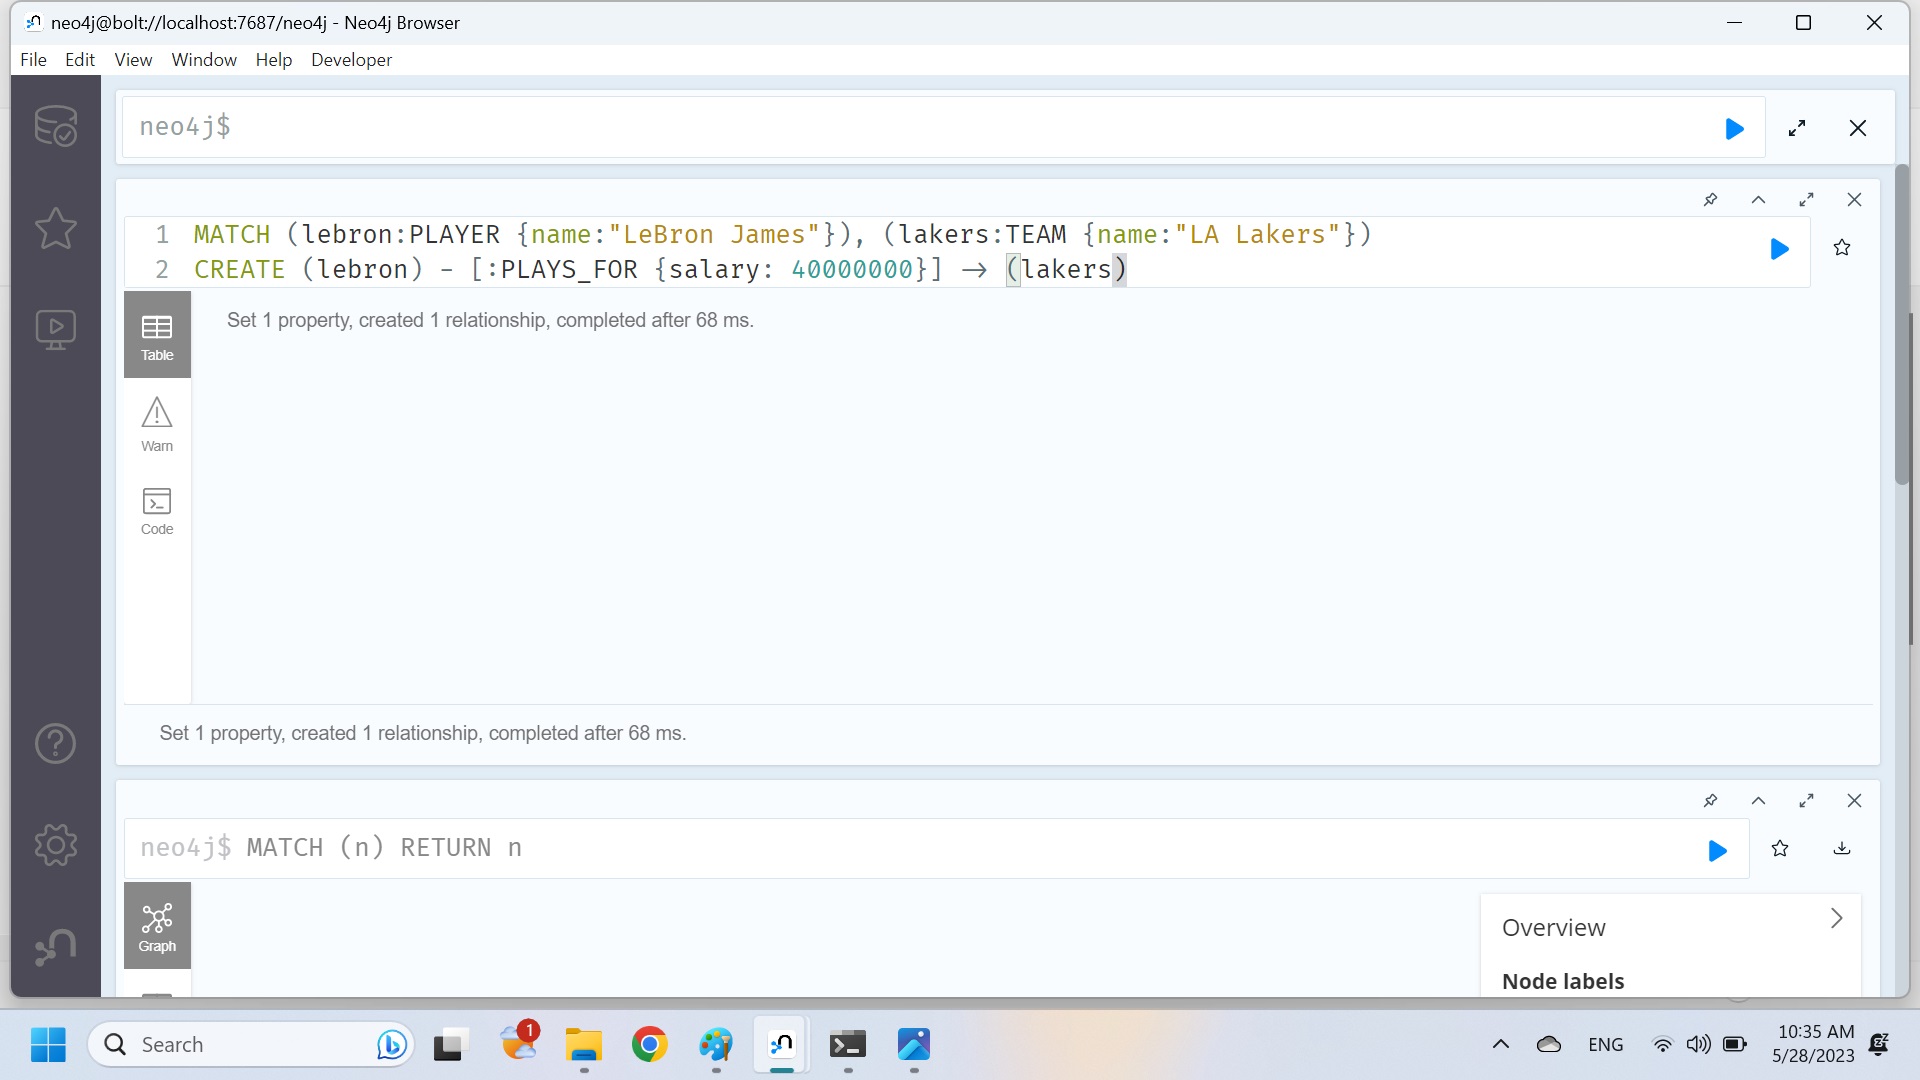 neo4j@bolt://localhost:7687/neo4j - Neo4j Browser
File Edit View Window Help Developer
neo4j$
1 MATCH (lebron:PLAYER {name:"LeBron James"}), (lakers:TEAM {name:"LA Lakers"})
2 CREATE (lebron) - [:PLAYS_FOR {salary: 40000000}] → (lakers)
Table
Set 1 property, created 1 relationship, completed after 68 ms.
Warn
Code
Set 1 property, created 1 relationship, completed after 68 ms.
neo4j$ MATCH (n) RETURN n
Graph
Overview
Node labels
1
Search
ENG
10:35 AM
5/28/2023